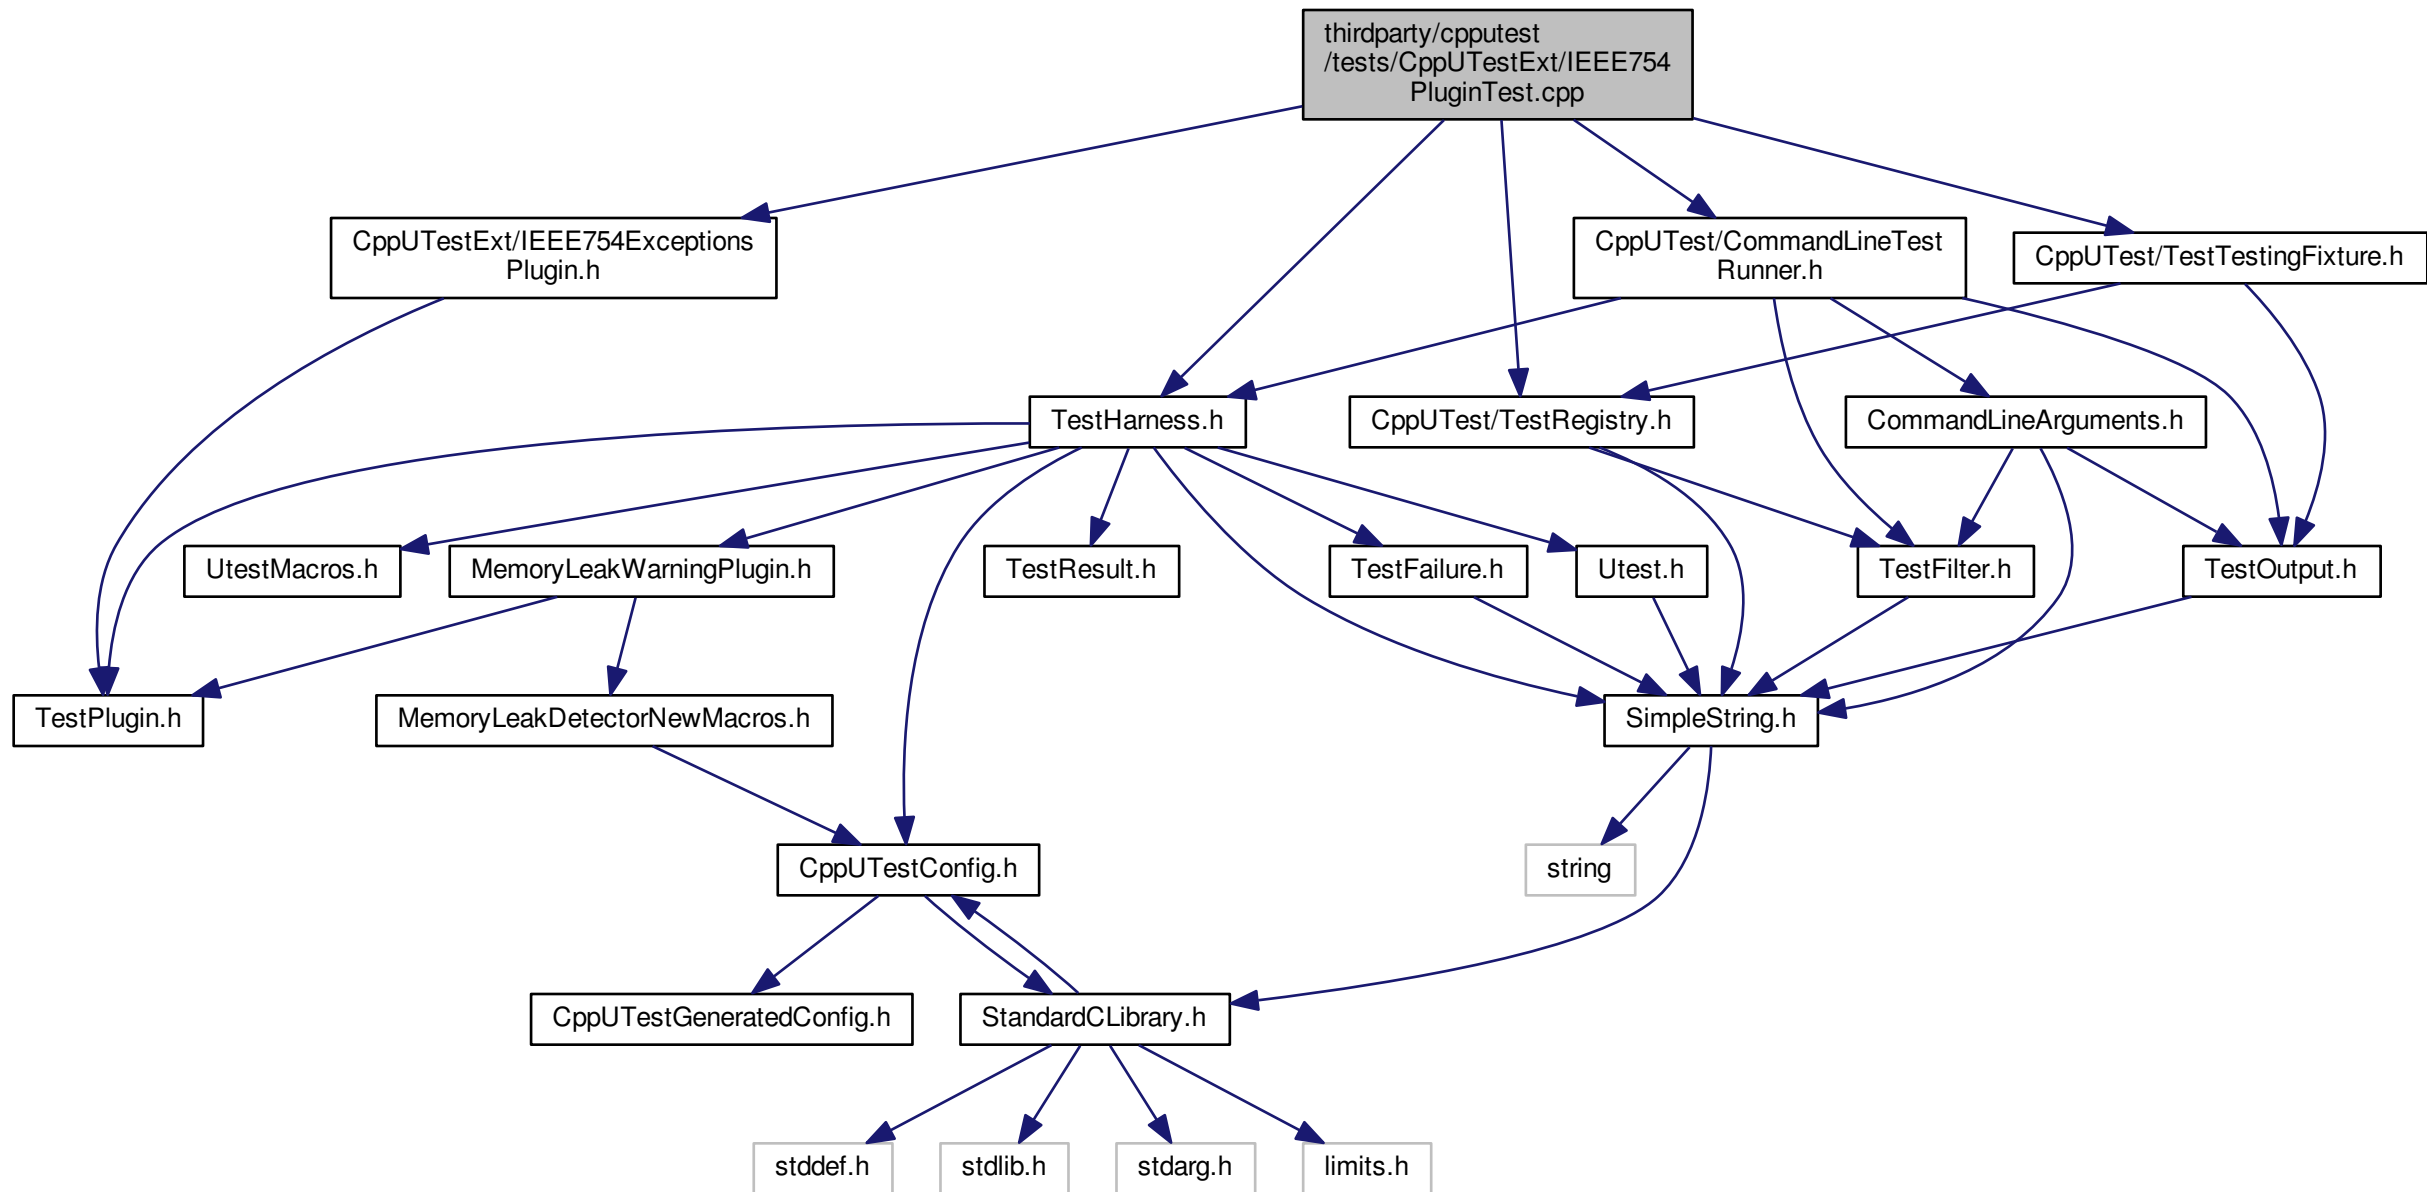 thirdparty/cpputest
/tests/CppUTestExt/IEEE754
PluginTest.cpp
CppUTestExt/IEEE754Exceptions
Plugin.h
CppUTest/CommandLineTest
Runner.h
CppUTest/TestTestingFixture.h
TestHarness.h
CppUTest/TestRegistry.h
CommandLineArguments.h
UtestMacros.h
MemoryLeakWarningPlugin.h
TestResult.h
TestFailure.h
Utest.h
TestFilter.h
TestOutput.h
TestPlugin.h
MemoryLeakDetectorNewMacros.h
SimpleString.h
CppUTestConfig.h
string
CppUTestGeneratedConfig.h
StandardCLibrary.h
stddef.h
stdlib.h
stdarg.h
limits.h